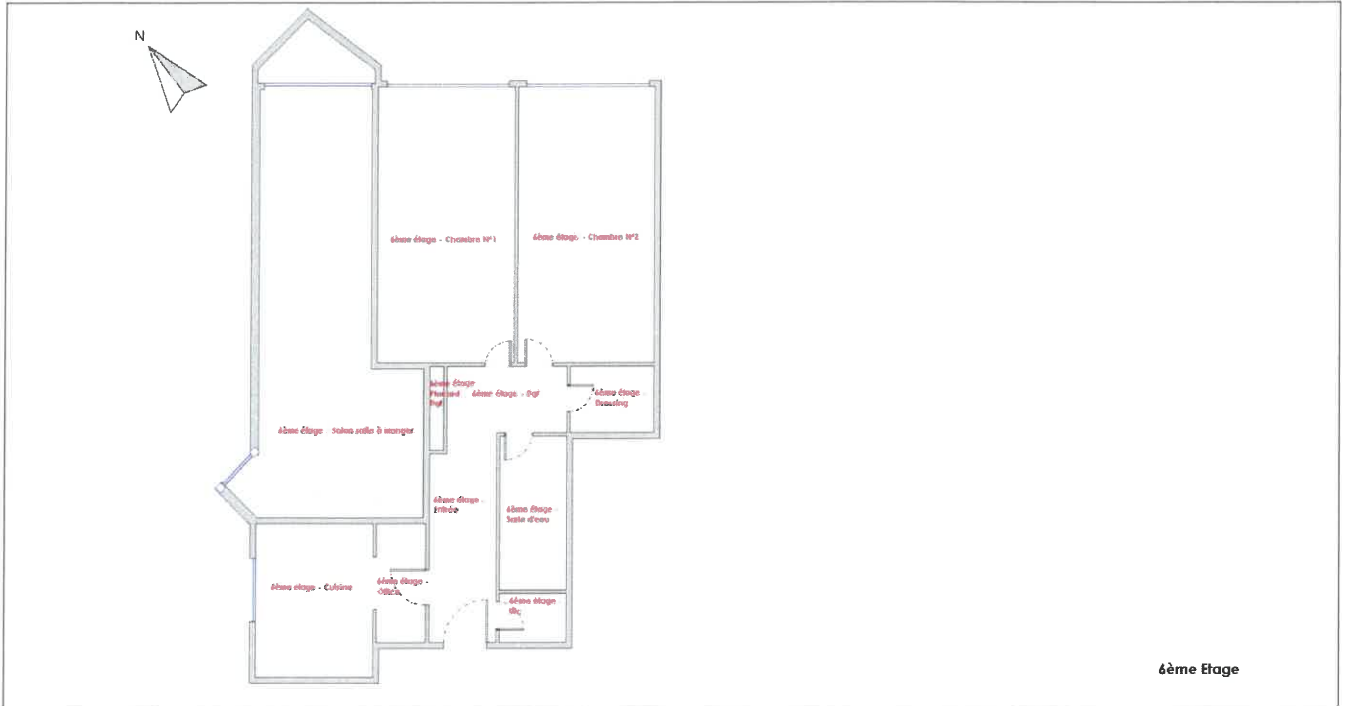 N
6ème étage - Chambre N°1
6ème étage - Chambre N°2
6ème étage
Placard -
Dgt
6ème étage - Dgt
6ème étage -
Dressing
6ème étage - Salon salle à manger
6ème étage -
Entrée
6ème étage -
Salle d'eau
6ème étage - Cuisine
6ème étage -
Office
6ème étage
Wc
6ème Etage